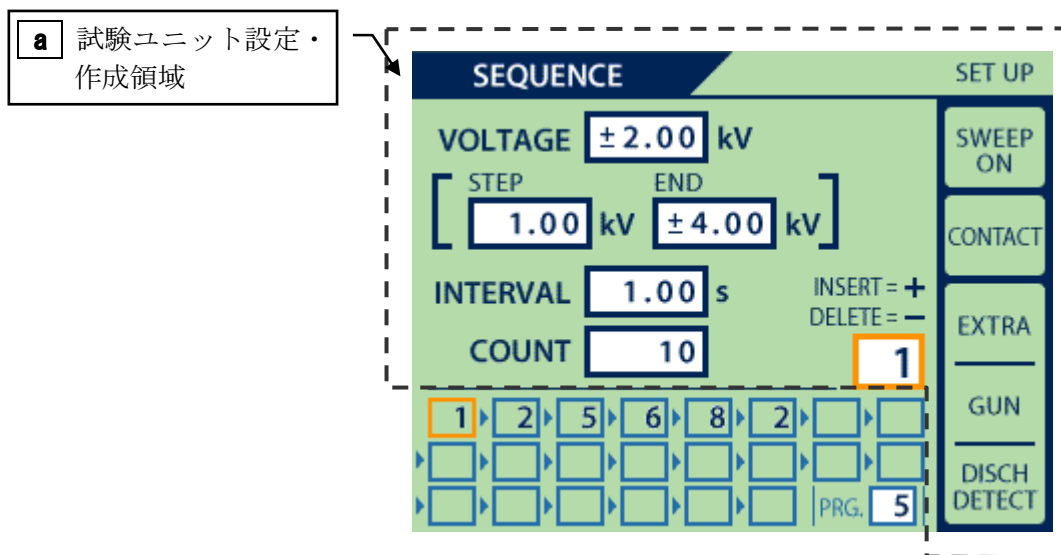 a 試験ユニット設定・
作成領域
SEQUENCE
SET UP
VOLTAGE ±2.00 kV
SWEEP
ON
STEP END
1.00 kV ±4.00 kV
CONTACT
INTERVAL 1.00 s
INSERT = +
DELETE = −
EXTRA
COUNT 10
1
1 2 5 6 8 2
GUN
DISCH
DETECT
PRG. 5